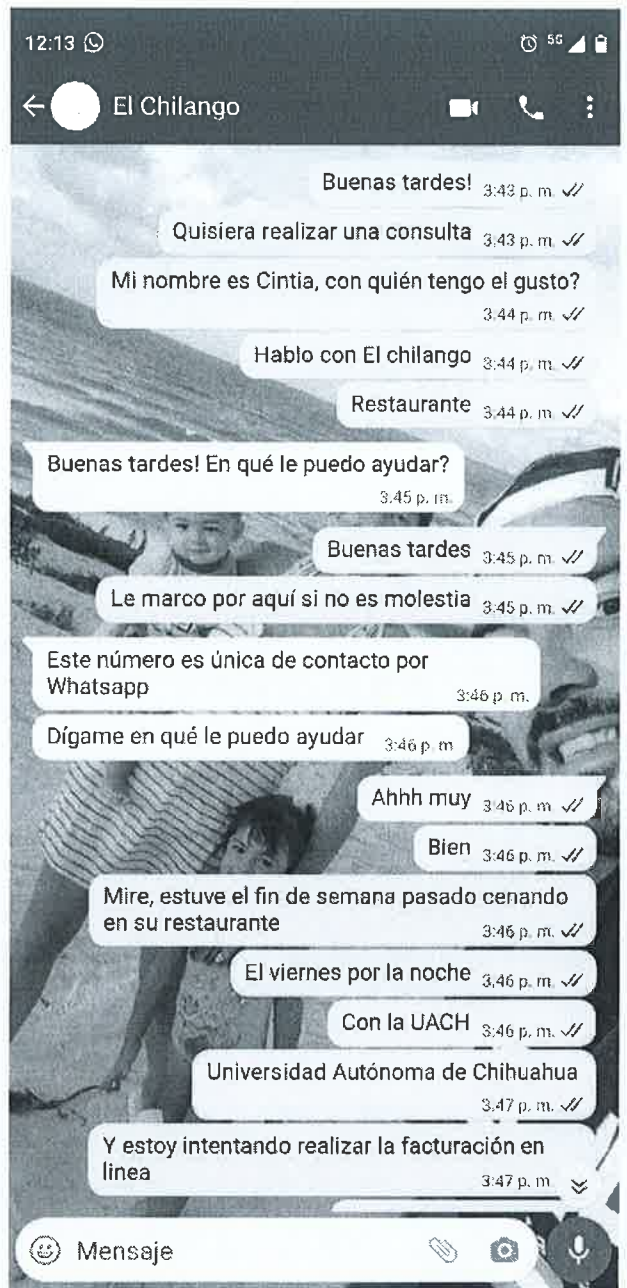 12:13 5G
El Chilango
Buenas tardes! 3:43 p. m.
Quisiera realizar una consulta 3:43 p. m.
Mi nombre es Cintia, con quién tengo el gusto?
3:44 p. m.
Hablo con El chilango 3:44 p. m.
Restaurante 3:44 p. m.
Buenas tardes! En qué le puedo ayudar?
3:45 p. m.
Buenas tardes 3:45 p. m.
Le marco por aquí si no es molestia 3:45 p. m.
Este número es única de contacto por
Whatsapp 3:46 p. m.
Dígame en qué le puedo ayudar 3:46 p. m
Ahhh muy 3:46 p. m.
Bien 3:46 p. m.
Mire, estuve el fin de semana pasado cenando
en su restaurante 3:46 p. m.
El viernes por la noche 3:46 p. m.
Con la UACH 3:46 p. m.
Universidad Autónoma de Chihuahua
3:47 p. m.
Y estoy intentando realizar la facturación en
linea 3:47 p. m.
Mensaje